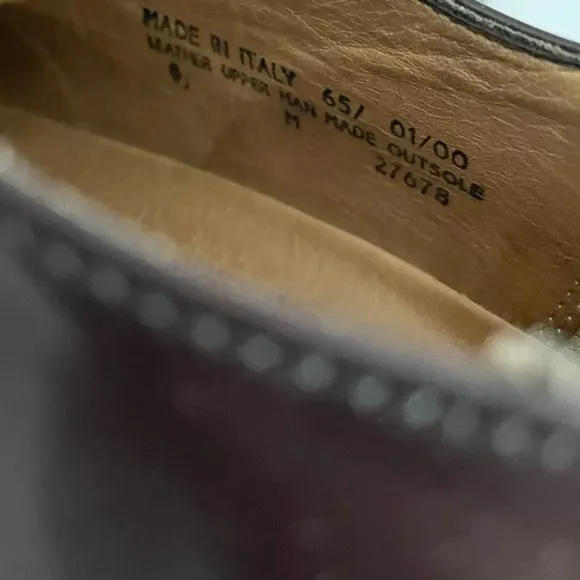 MADE IN ITALY 65/ 01/00
LEATHER UPPER MAN MADE OUTSOLE
M 27678